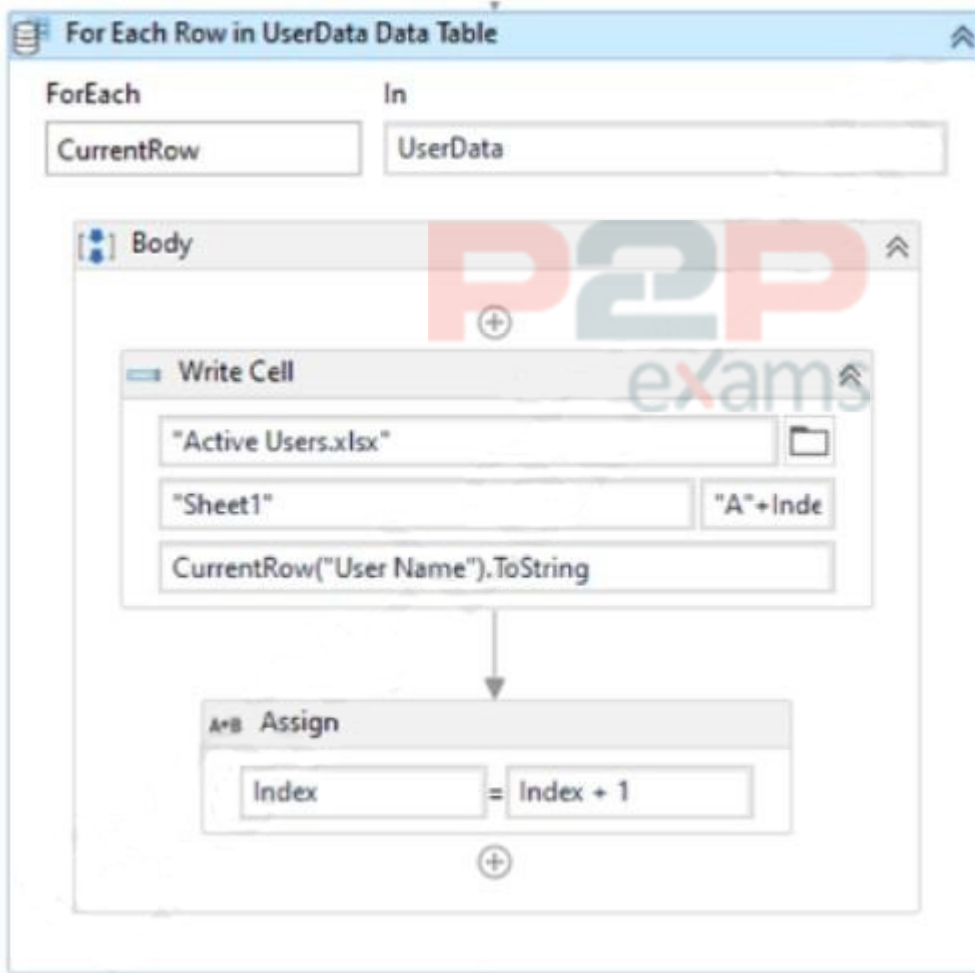 For Each Row in UserData Data Table
ForEach In
CurrentRow UserData
Body
P2P
exams
Write Cell
"Active Users.xlsx"
"Sheet1" "A"+Inde
CurrentRow("User Name").ToString
A+B Assign
Index = Index + 1